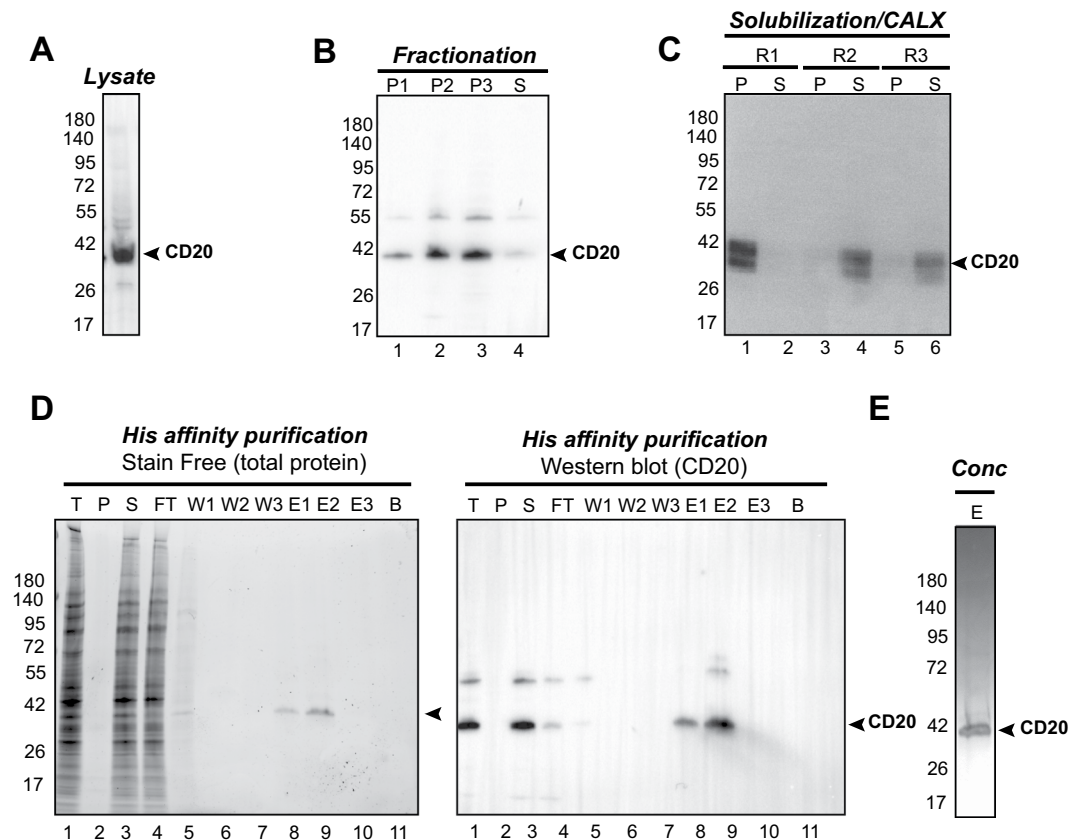 A
Lysate
180
140
95
72
55
42
26
17
CD20
B
Fractionation
P1 P2 P3 S
180
140
95
72
55
42
26
17
CD20
1 2 3 4
C
Solubilization/CALX
R1 R2 R3
P S P S P S
180
140
95
72
55
42
26
17
CD20
1 2 3 4 5 6
D
His affinity purification
Stain Free (total protein)
T P S FT W1 W2 W3 E1 E2 E3 B
180
140
95
72
55
42
26
17
1 2 3 4 5 6 7 8 9 10 11
His affinity purification
Western blot (CD20)
T P S FT W1 W2 W3 E1 E2 E3 B
CD20
1 2 3 4 5 6 7 8 9 10 11
E
Conc
E
180
140
95
72
42
26
17
CD20